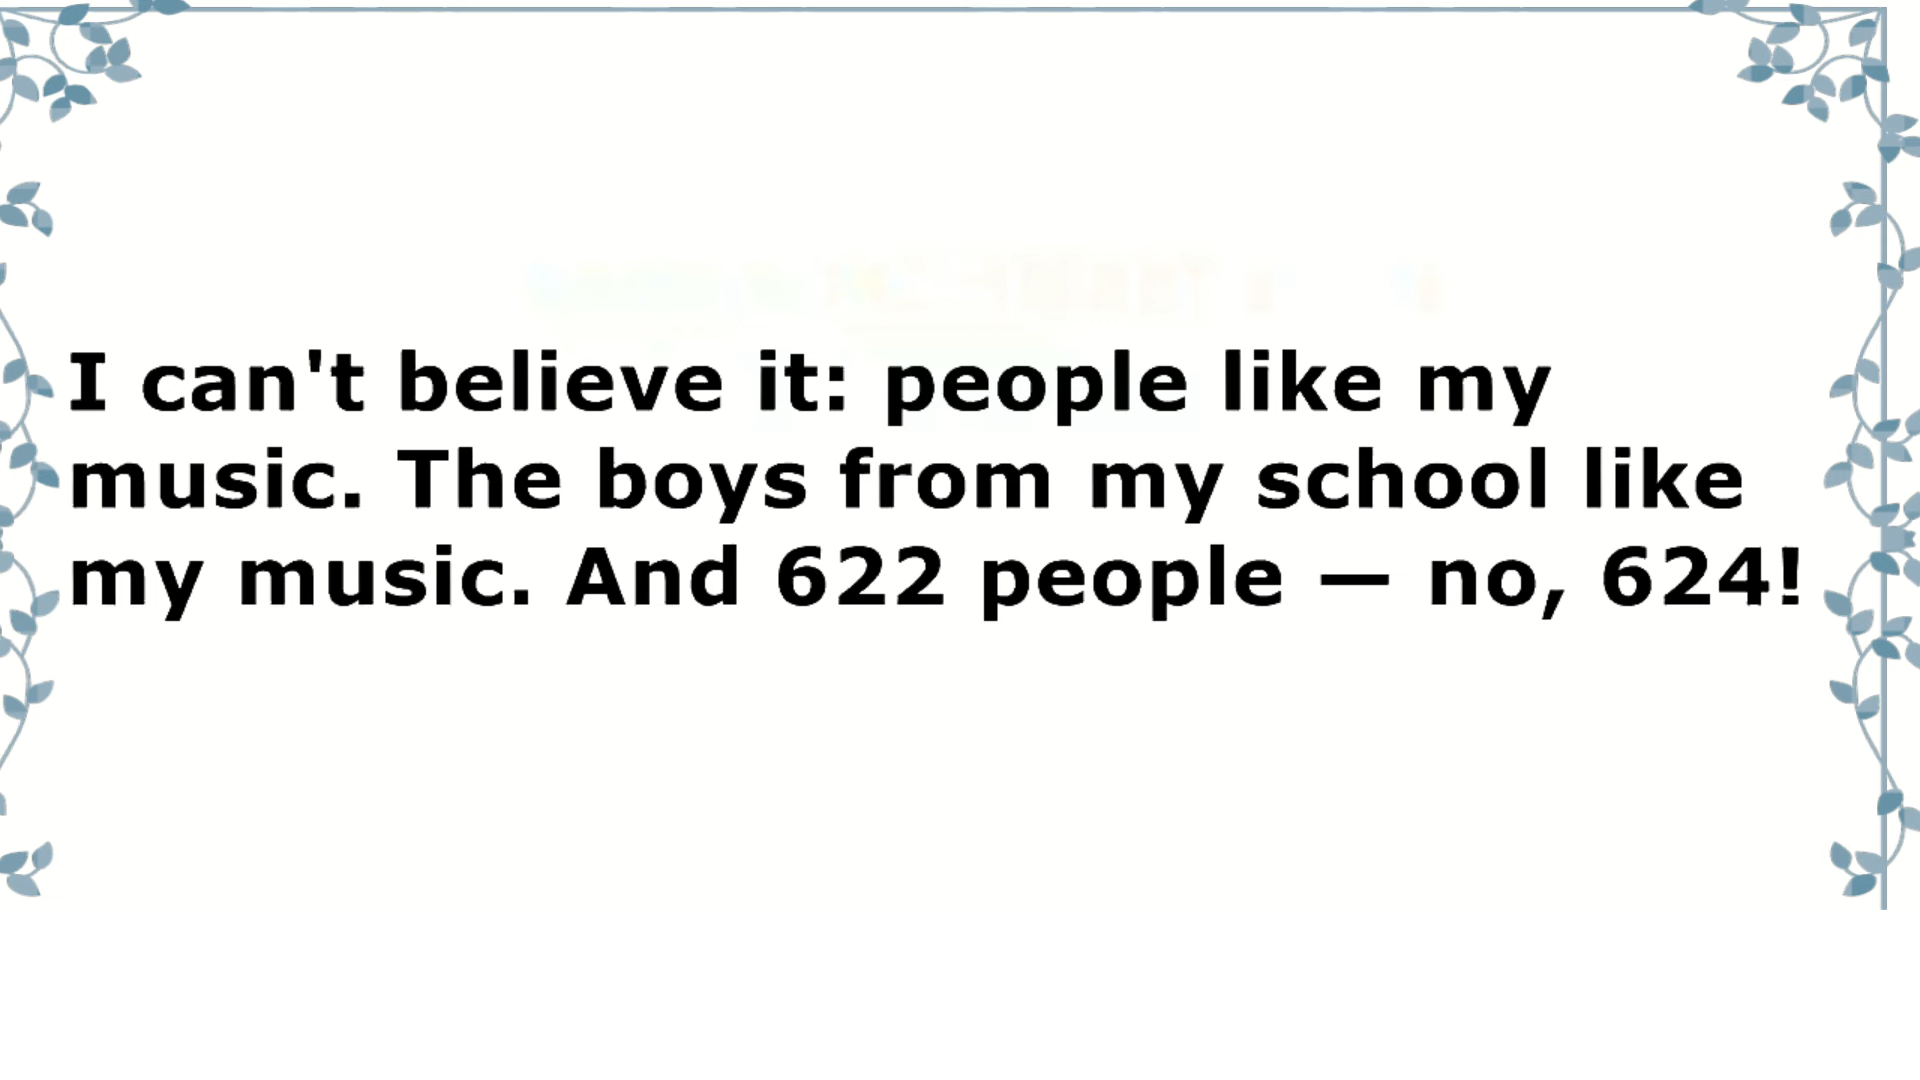 I can't believe it: people like my
music. The boys from my school like
my music. And 622 people — no, 624!